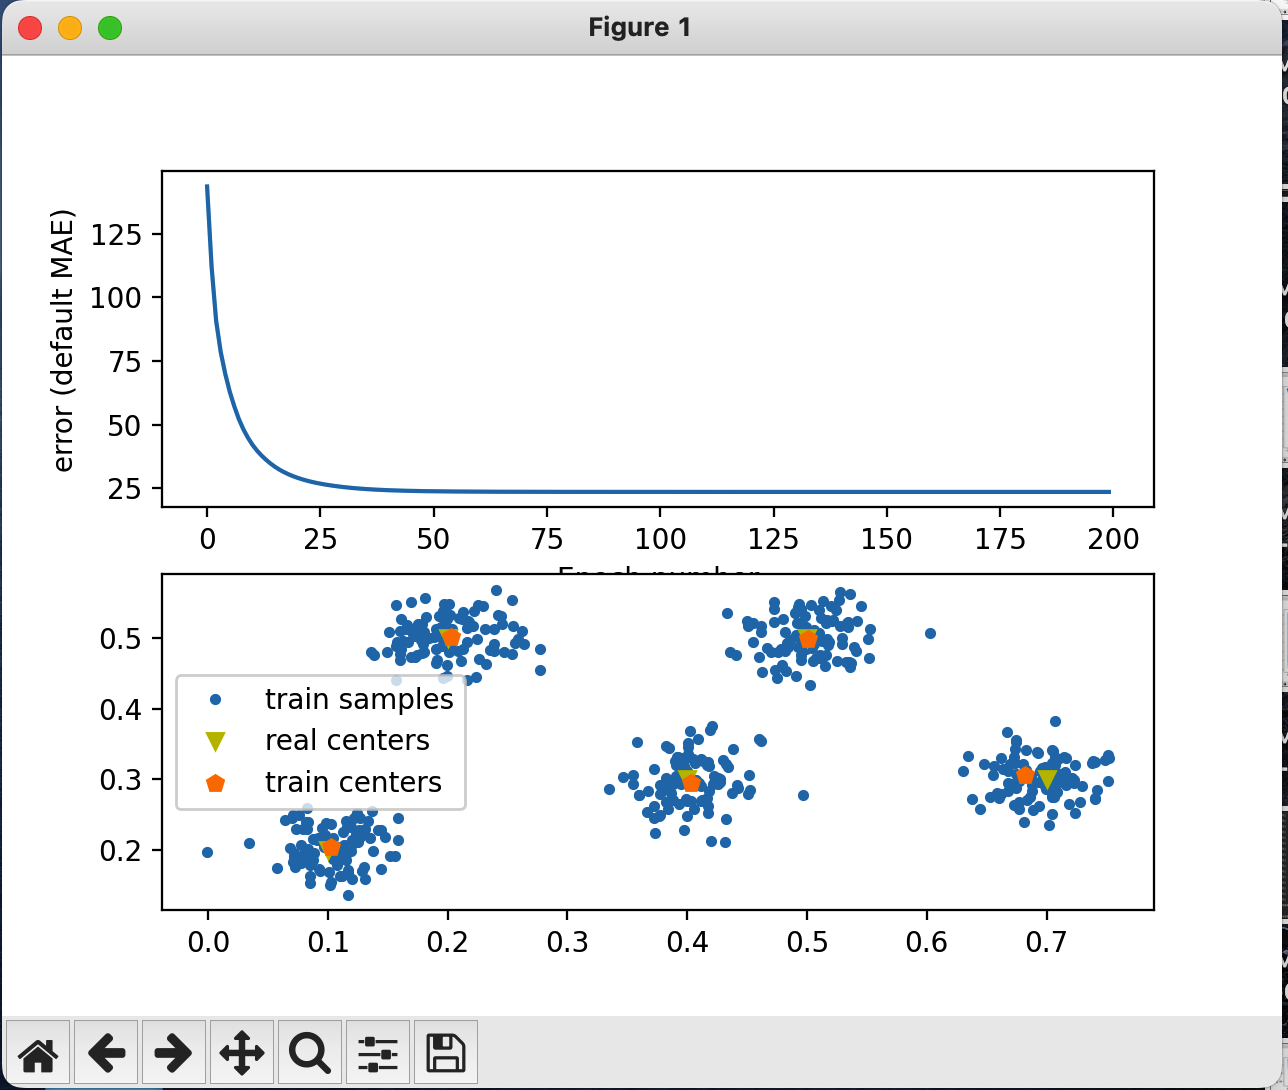 Figure 1
error (default MAE)
125
100
75
50
25
0 25 50 75 100 125 150 175 200
Epoch number
0.5
0.4
0.3
0.2
train samples
real centers
train centers
0.0 0.1 0.2 0.3 0.4 0.5 0.6 0.7